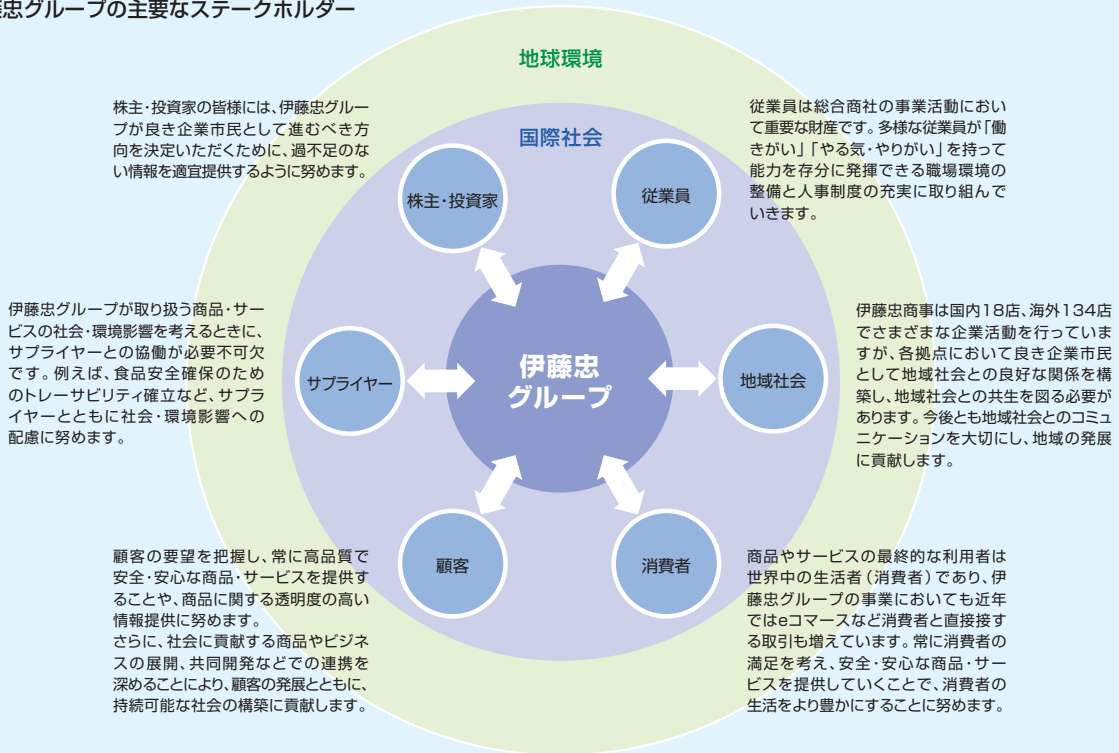 藤忠グループの主要なステークホルダー
地球環境
国際社会
株主・投資家の皆様には、伊藤忠グルー
プが良き企業市民として進むべき方
向を決定いただくために、過不足のな
い情報を適宜提供するように努めます。
株主・投資家
従業員
従業員は総合商社の事業活動におい
て重要な財産です。多様な従業員が「働
きがい」「やる気・やりがい」を持って
能力を存分に発揮できる職場環境の
整備と人事制度の充実に取り組んで
いきます。
伊藤忠グループが取り扱う商品・サー
ビスの社会・環境影響を考えるときに、
サプライヤーとの協働が必要不可欠
です。例えば、食品安全確保のため
のトレーサビリティ確立など、サプラ
イヤーとともに社会・環境影響への
配慮に努めます。
サプライヤー
伊藤忠
グループ
地域社会
伊藤忠商事は国内18店、海外134店
でさまざまな企業活動を行っていま
すが、各拠点において良き企業市民
として地域社会との良好な関係を構
築し、地域社会との共生を図る必要が
あります。今後とも地域社会とのコミュ
ニケーションを大切にし、地域の発展
に貢献します。
顧客の要望を把握し、常に高品質で
安全・安心な商品・サービスを提供す
ることや、商品に関する透明度の高い
情報提供に努めます。
さらに、社会に貢献する商品やビジネ
スの展開、共同開発などでの連携を
深めることにより、顧客の発展とともに、
持続可能な社会の構築に貢献します。
顧客
消費者
商品やサービスの最終的な利用者は
世界中の生活者（消費者）であり、伊
藤忠グループの事業においても近年
ではeコマースなど消費者と直接接す
る取引も増えています。常に消費者の
満足を考え、安全・安心な商品・サー
ビスを提供していくことで、消費者の
生活をより豊かにすることに努めます。